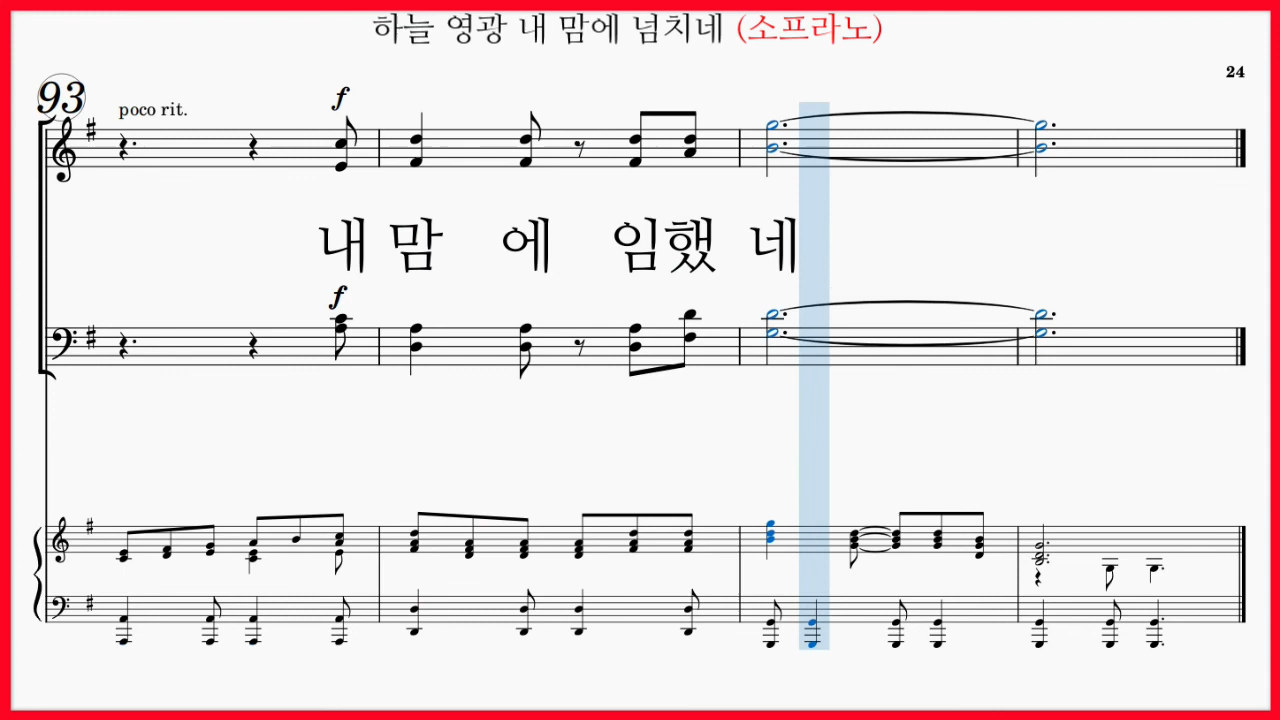 하늘 영광 내 맘에 넘치네 (소프라노)
24
93
poco rit.
f
내 맘 에 임했 네
f